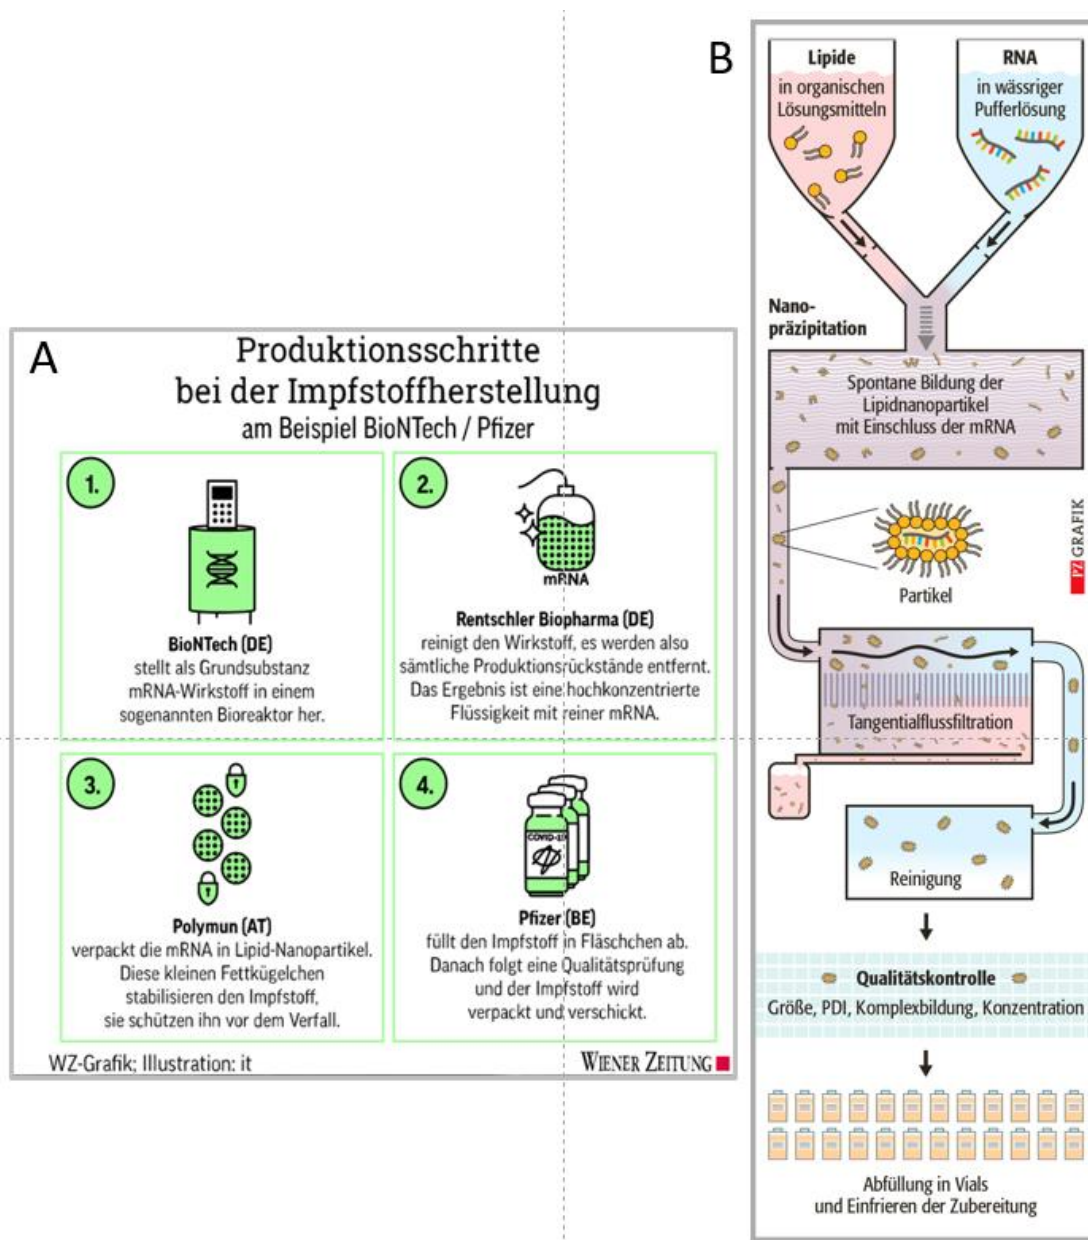 A
Produktionsschritte
bei der Impfstoffherstellung
am Beispiel BioNTech / Pfizer
1.
BioNTech (DE)
stellt als Grundsubstanz
mRNA-Wirkstoff in einem
sogenannten Bioreaktor her.
2.
mRNA
Rentschler Biopharma (DE)
reinigt den Wirkstoff, es werden also
sämtliche Produktionsrückstände entfernt.
Das Ergebnis ist eine hochkonzentrierte
Flüssigkeit mit reiner mRNA.
3.
Polymun (AT)
verpackt die mRNA in Lipid-Nanopartikel.
Diese kleinen Fettkügelchen
stabilisieren den Impfstoff,
sie schützen ihn vor dem Verfall.
4.
COVID-19
Pfizer (BE)
füllt den Impfstoff in Fläschchen ab.
Danach folgt eine Qualitätsprüfung
und der Impfstoff wird
verpackt und verschickt.
WZ-Grafik; Illustration: it
WIENER ZEITUNG
B
Lipide
in organischen
Lösungsmitteln
RNA
in wässriger
Pufferlösung
Nano-
präzipitation
Spontane Bildung der
Lipidnanopartikel
mit Einschluss der mRNA
Partikel
PZ GRAFIK
Tangentialflussfiltration
Reinigung
Qualitätskontrolle
Größe, PDI, Komplexbildung, Konzentration
Abfüllung in Vials
und Einfrieren der Zubereitung